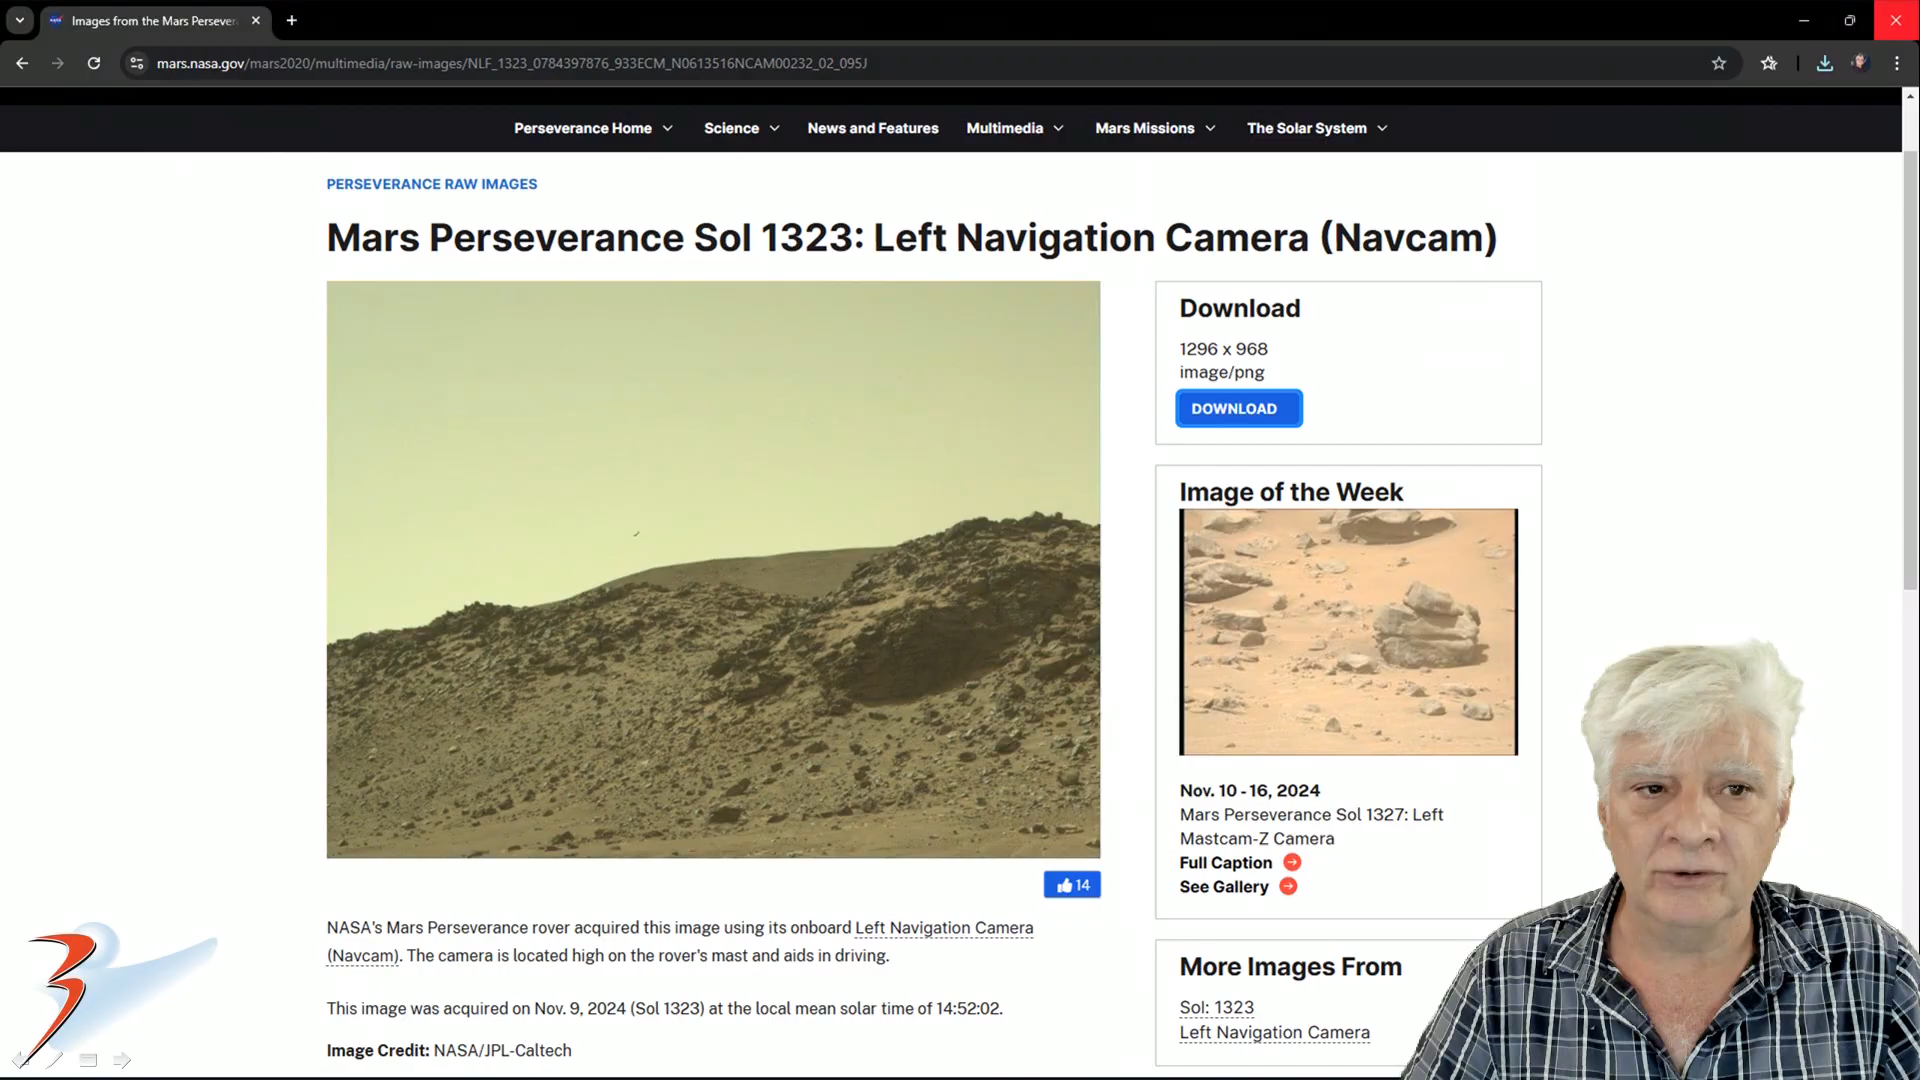 Images from the Mars Persever
mars.nasa.gov/mars2020/multimedia/raw-images/NLF_1323_0784397876_933ECM_N0613516NCAM00232_02_095J
Perseverance Home Science News and Features Multimedia Mars Missions The Solar System
PERSEVERANCE RAW IMAGES
Mars Perseverance Sol 1323: Left Navigation Camera (Navcam)
Download
1296 x 968
image/png
DOWNLOAD
Image of the Week
Nov. 10 - 16, 2024
Mars Perseverance Sol 1327: Left
Mastcam-Z Camera
Full Caption
See Gallery
14
NASA's Mars Perseverance rover acquired this image using its onboard Left Navigation Camera
(Navcam). The camera is located high on the rover's mast and aids in driving.
This image was acquired on Nov. 9, 2024 (Sol 1323) at the local mean solar time of 14:52:02.
Image Credit: NASA/JPL-Caltech
More Images From
Sol: 1323
Left Navigation Camera